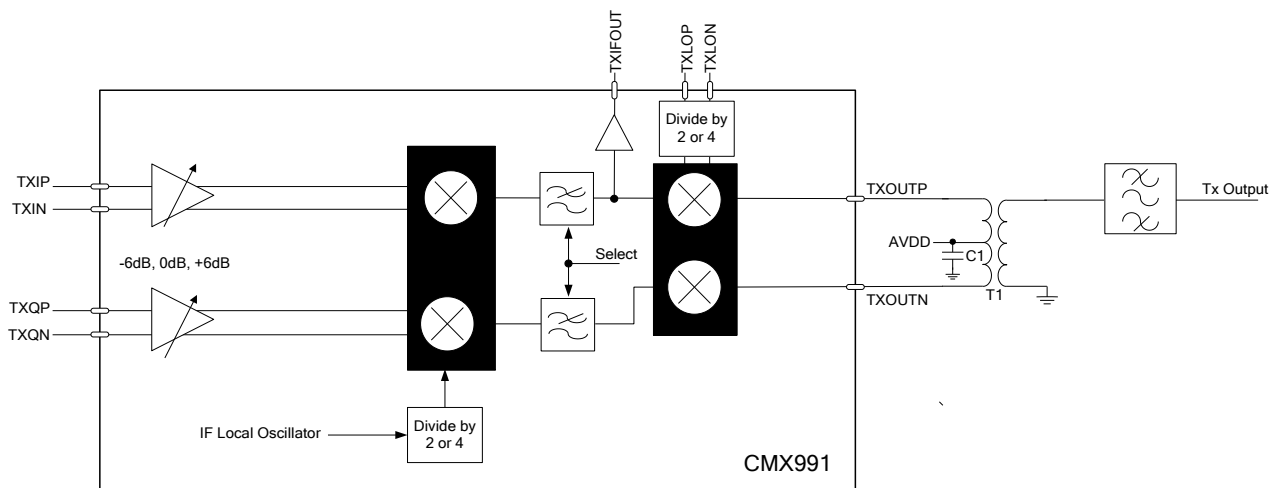 TXIFOUT
TXLOP
TXLON
Divide by
2 or 4
TXIP
TXIN
TXOUTP
Tx Output
Select
AVDD
C1
-6dB, 0dB, +6dB
TXQP
TXQN
TXOUTN
T1
IF Local Oscillator
Divide by
2 or 4
CMX991